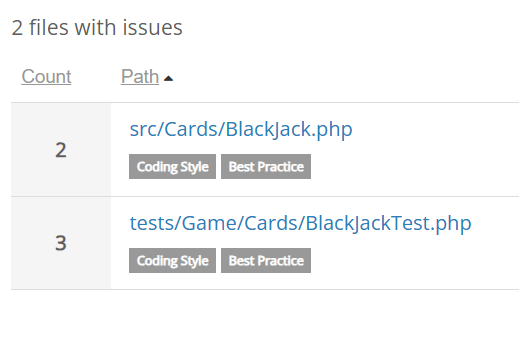 2 files with issues
Count Path
2 src/Cards/BlackJack.php
Coding Style Best Practice
3 tests/Game/Cards/BlackJackTest.php
Coding Style Best Practice